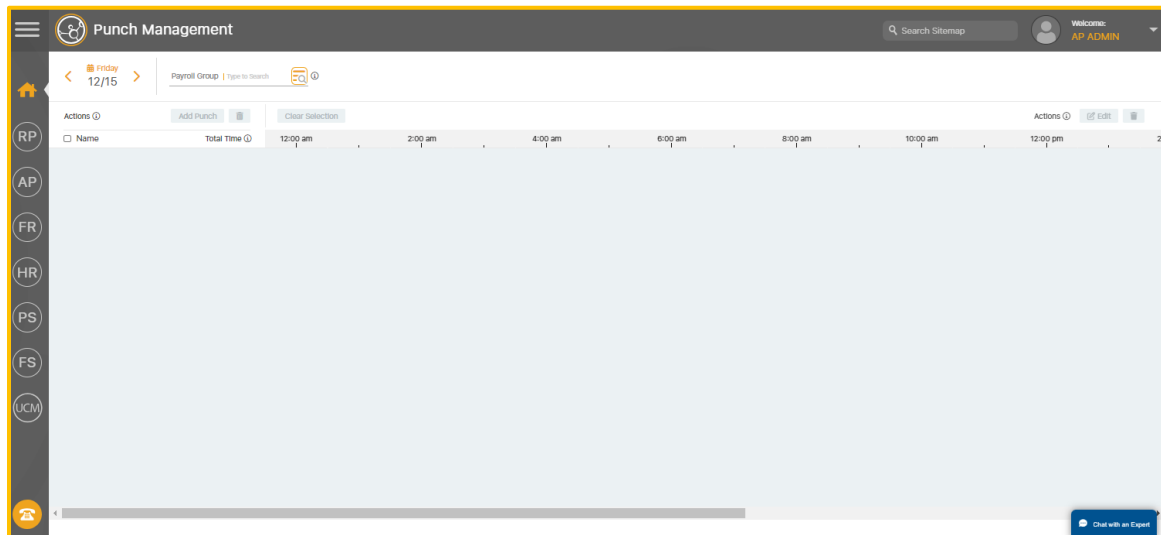 Punch Management
Search Sitemap
Welcome:
AP ADMIN
Friday
12/15
Payroll Group | Type to Search
Actions
Add Punch
Clear Selection
Actions
Edit
Name
Total Time
12:00 am
2:00 am
4:00 am
6:00 am
8:00 am
10:00 am
12:00 pm
2
RP
AP
FR
HR
PS
FS
UCM
Chat with an Expert